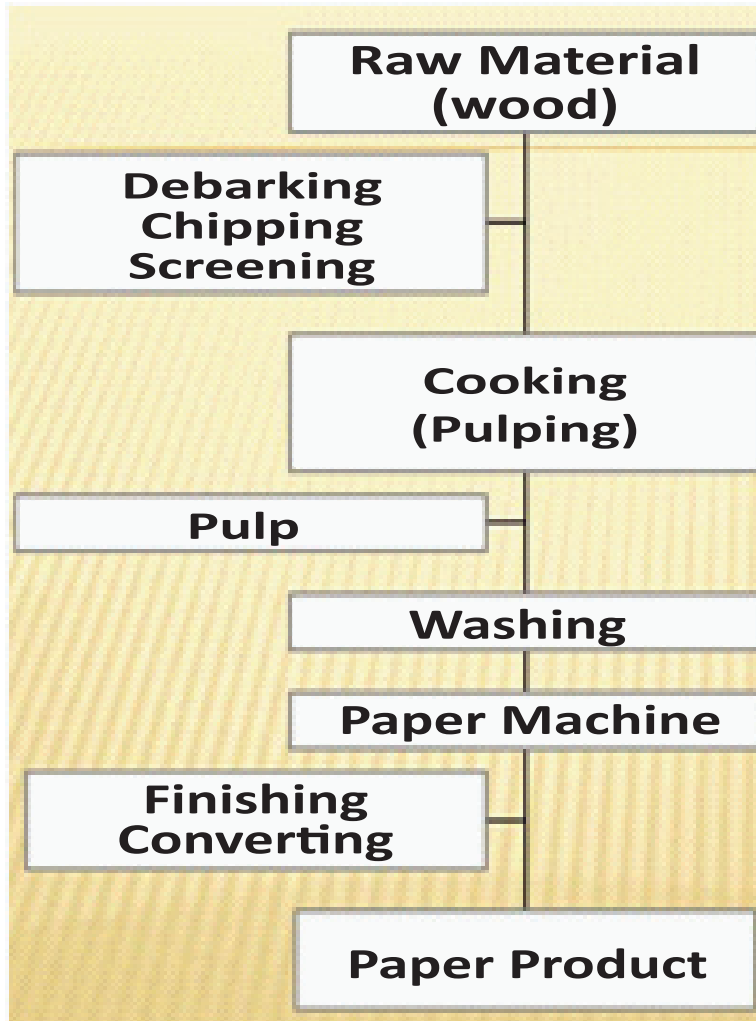 Raw Material
(wood)
Debarking
Chipping
Screening
Cooking
(Pulping)
Pulp
Washing
Paper Machine
Finishing
Converting
Paper Product